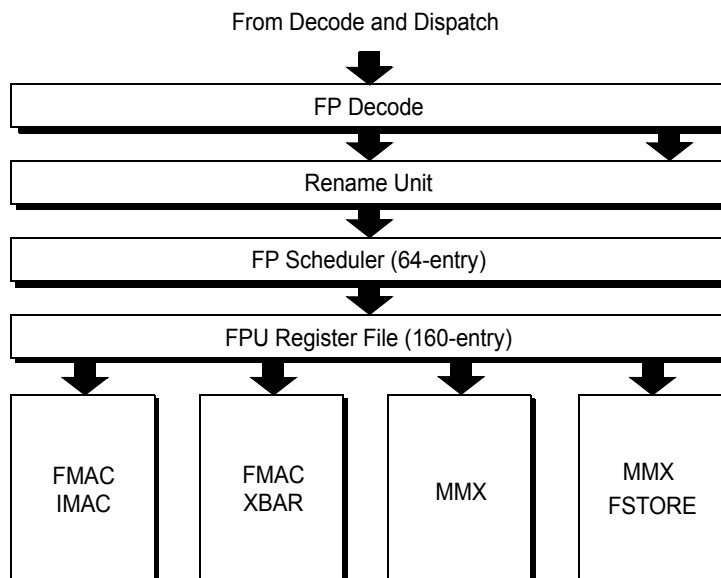 From Decode and Dispatch
FP Decode
Rename Unit
FP Scheduler (64-entry)
FPU Register File (160-entry)
FMAC
IMAC
FMAC
XBAR
MMX
MMX
FSTORE